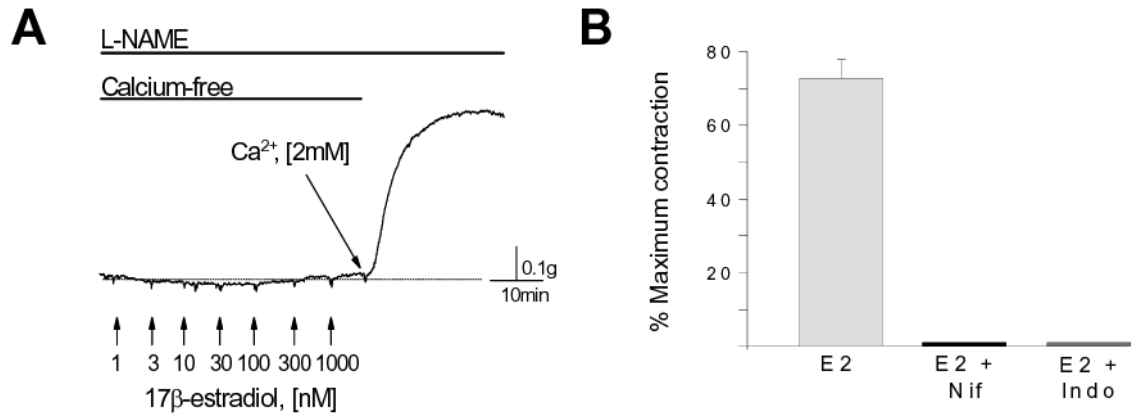 A
L-NAME
Calcium-free
Ca²⁺, [2mM]
0.1g
10min
1 3 10 30 100 300 1000
17β-estradiol, [nM]
B
% Maximum contraction
80
60
40
20
E2
E2 +
Nif
E2 +
Indo